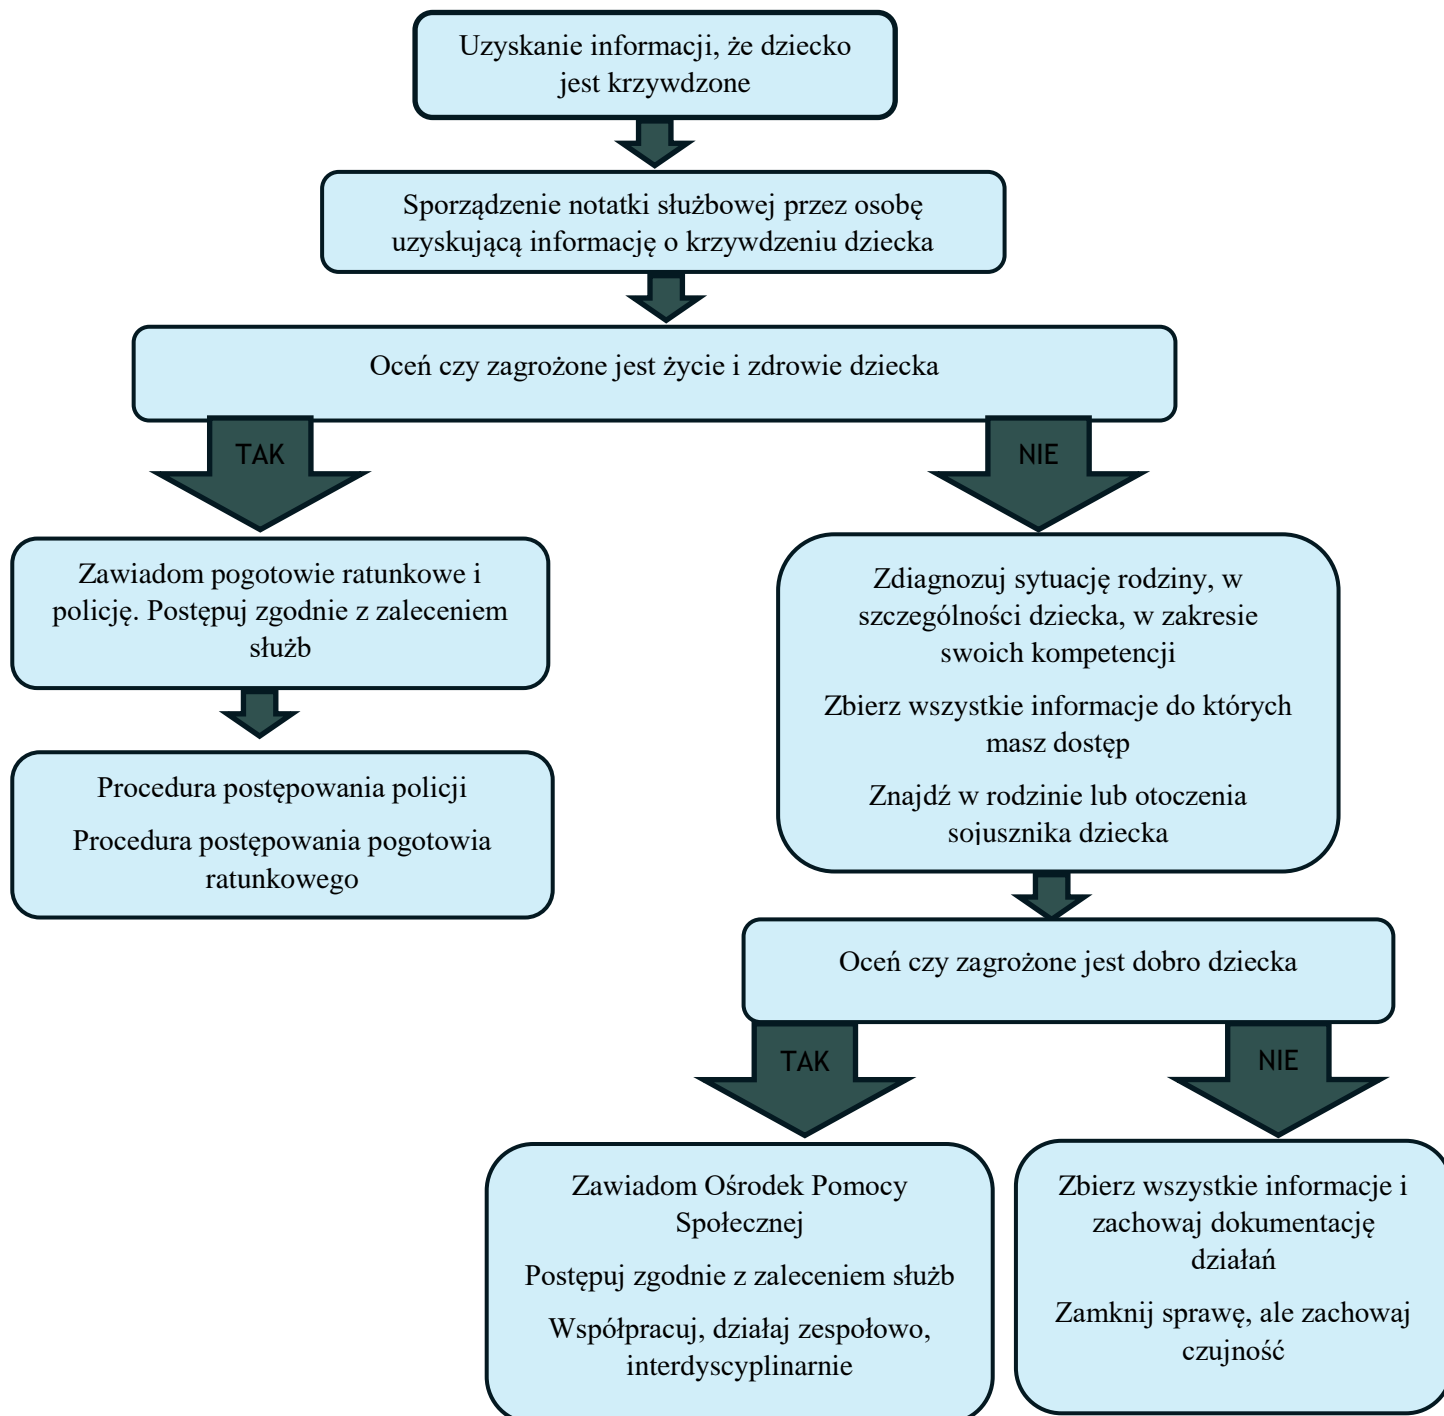 Uzyskanie informacji, że dziecko
jest krzywdzone
Sporządzenie notatki służbowej przez osobę
uzyskującą informację o krzywdzeniu dziecka
Oceń czy zagrożone jest życie i zdrowie dziecka
TAK
NIE
Zawiadom pogotowie ratunkowe i
policję. Postępuj zgodnie z zaleceniem
służb
Procedura postępowania policji
Procedura postępowania pogotowia
ratunkowego
Zdiagnozuj sytuację rodziny, w
szczególności dziecka, w zakresie
swoich kompetencji
Zbierz wszystkie informacje do których
masz dostęp
Znajdź w rodzinie lub otoczenia
sojusznika dziecka
Oceń czy zagrożone jest dobro dziecka
TAK
NIE
Zawiadom Ośrodek Pomocy
Społecznej
Postępuj zgodnie z zaleceniem służb
Współpracuj, działaj zespołowo,
interdyscyplinarnie
Zbierz wszystkie informacje i
zachowaj dokumentację
działań
Zamknij sprawę, ale zachowaj
czujność